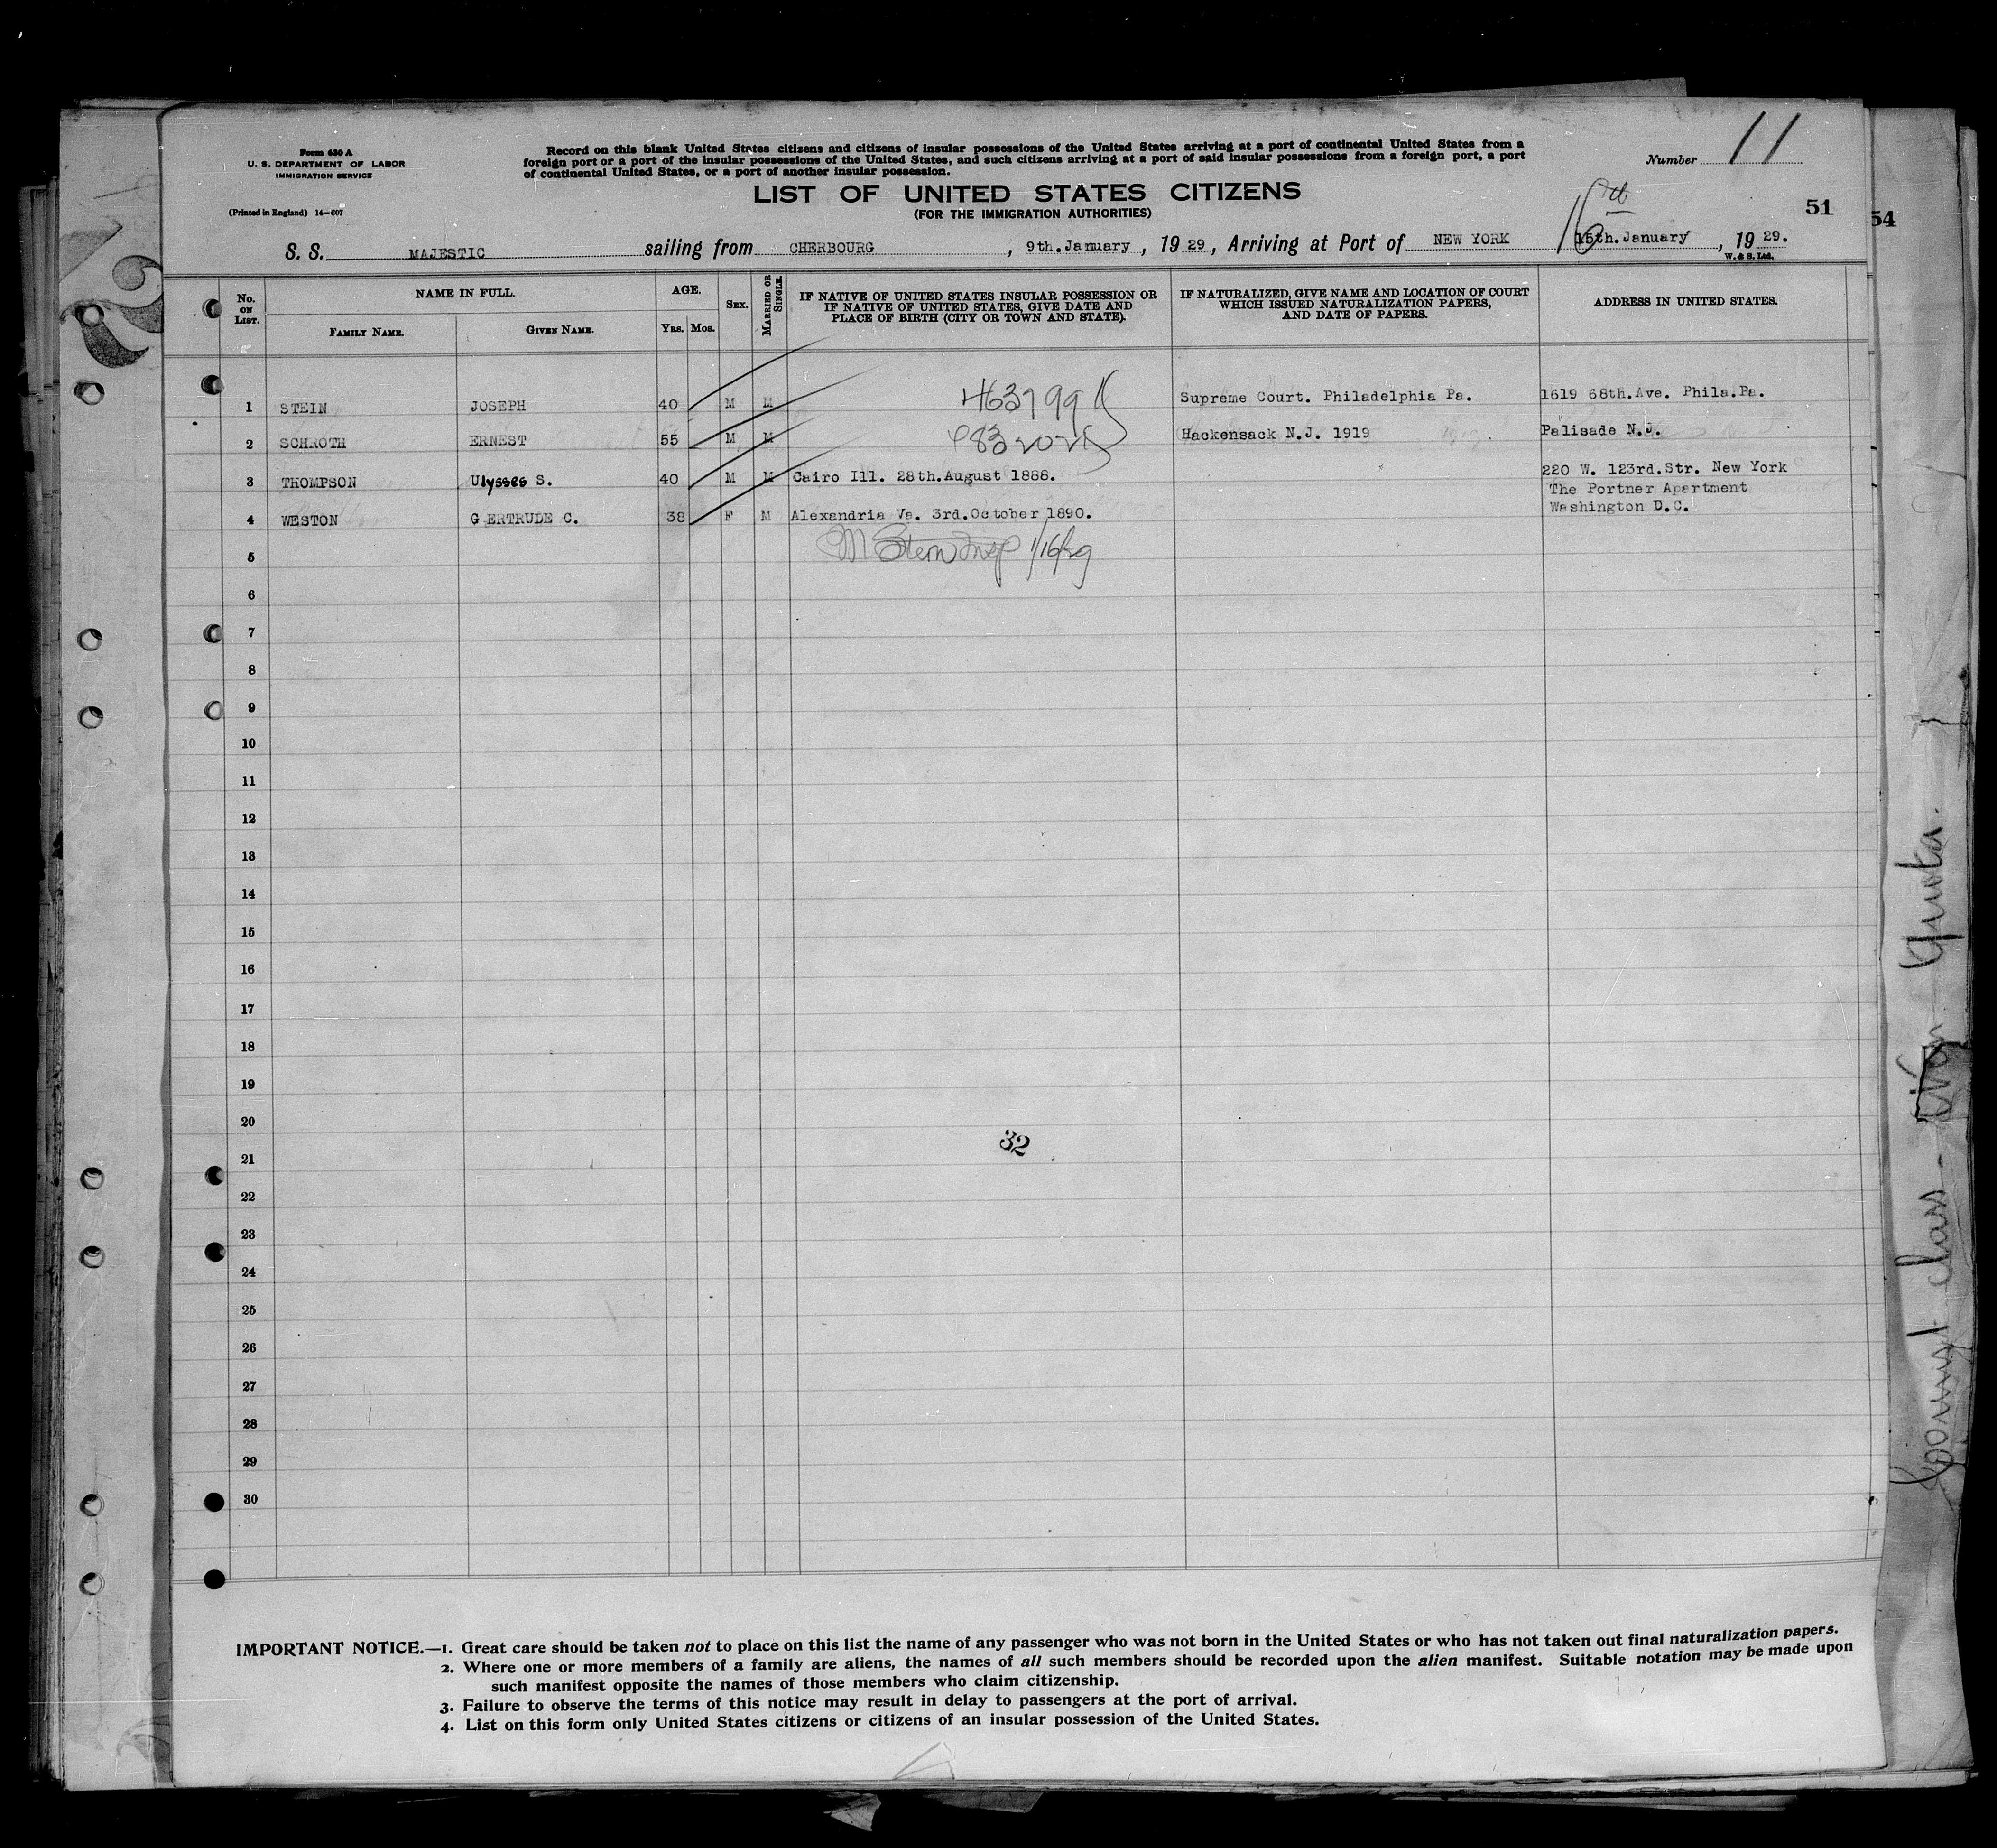 Form 630 A
U. S. DEPARTMENT OF LABOR
IMMIGRATION SERVICE
(Printed in England) 14—607
Record on this blank United States citizens and citizens of insular possessions of the United States arriving at a port of continental United States from a
foreign port or a port of the insular possessions of the United States, and such citizens arriving at a port of said insular possessions from a foreign port, a port
of continental United States, or a port of another insular possession.
Number 11
LIST OF UNITED STATES CITIZENS
(FOR THE IMMIGRATION AUTHORITIES)
16th
51
54
S. S. MAJESTIC sailing from CHERBOURG, 9th. January, 1929, Arriving at Port of NEW YORK 15th. January, 1929.
W. & S. Ltd.
No. ON LIST.
NAME IN FULL.
FAMILY NAME.
GIVEN NAME.
AGE.
YRS. MOS.
SEX.
MARRIED OR SINGLE.
IF NATIVE OF UNITED STATES INSULAR POSSESSION OR
IF NATIVE OF UNITED STATES, GIVE DATE AND
PLACE OF BIRTH (CITY OR TOWN AND STATE).
IF NATURALIZED, GIVE NAME AND LOCATION OF COURT
WHICH ISSUED NATURALIZATION PAPERS,
AND DATE OF PAPERS.
ADDRESS IN UNITED STATES.
1 STEIN JOSEPH 40 M M Supreme Court. Philadelphia Pa. 1619 68th.Ave. Phila.Pa.
2 SCHROTH ERNEST 55 M M Hackensack N.J. 1919 Palisade N.J.
3 THOMPSON Ulysses S. 40 M M Cairo Ill. 28th.August 1888. 220 W. 123rd.Str. New York
4 WESTON GERTRUDE C. 38 F M Alexandria Va. 3rd.October 1890. The Portner Apartment
Washington D.C.
M Stern Insp 1/16/29
5
6
7
8
9
10
11
12
13
14
15
16
17
18
19
20
32
21
22
23
24
25
26
27
28
29
30
IMPORTANT NOTICE.—1. Great care should be taken not to place on this list the name of any passenger who was not born in the United States or who has not taken out final naturalization papers.
2. Where one or more members of a family are aliens, the names of all such members should be recorded upon the alien manifest. Suitable notation may be made upon
such manifest opposite the names of those members who claim citizenship.
3. Failure to observe the terms of this notice may result in delay to passengers at the port of arrival.
4. List on this form only United States citizens or citizens of an insular possession of the United States.
class - Non Quota.